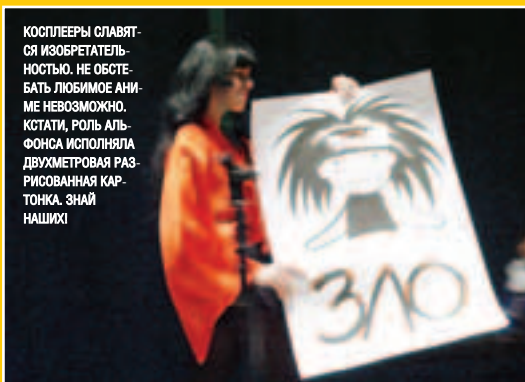 КОСПЛЕЕРЫ СЛАВЯТ-
СЯ ИЗОБРЕТАТЕЛЬ-
НОСТЬЮ. НЕ ОБСТЕ-
БАТЬ ЛЮБИМОЕ АНИ-
МЕ НЕВОЗМОЖНО.
КСТАТИ, РОЛЬ АЛЬ-
ФОНСА ИСПОЛНЯЛА
ДВУХМЕТРОВАЯ РАЗ-
РИСОВАННАЯ КАР-
ТОНКА. ЗНАЙ
НАШИХ!
ЗЛО